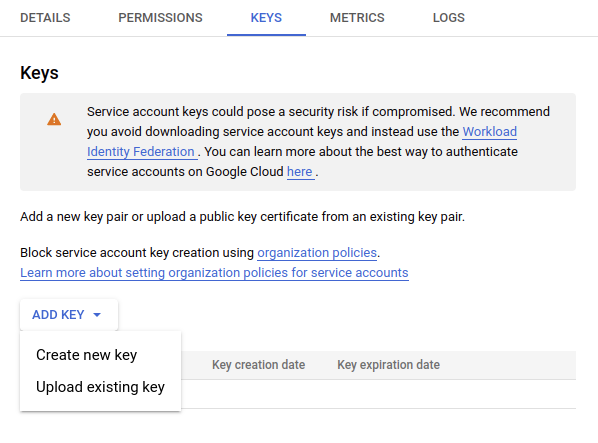 DETAILS PERMISSIONS KEYS METRICS LOGS
Keys
Service account keys could pose a security risk if compromised. We recommend
you avoid downloading service account keys and instead use the Workload
Identity Federation . You can learn more about the best way to authenticate
service accounts on Google Cloud here .
Add a new key pair or upload a public key certificate from an existing key pair.
Block service account key creation using organization policies.
Learn more about setting organization policies for service accounts
ADD KEY
Create new key
Upload existing key
Key creation date Key expiration date